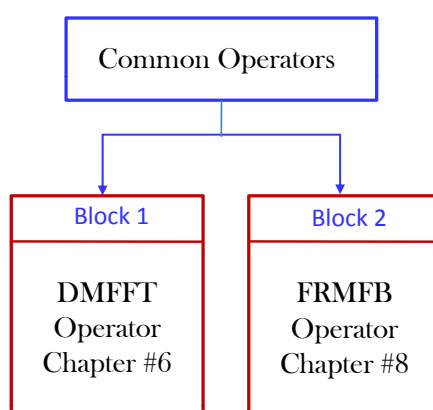 Common Operators
Block 1
DMFFT
Operator
Chapter #6
Block 2
FRMFB
Operator
Chapter #8